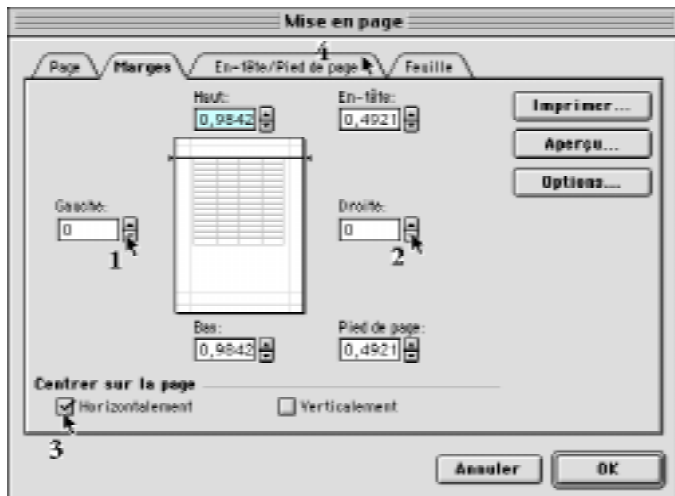 Mise en page
4
Page Marges En-tête/Pied de page Feuille
Haut: En-tête:
0,9842 0,4921
Imprimer...
Aperçu...
Options...
Gauche: Droite:
0 0
1 2
Bas: Pied de page:
0,9842 0,4921
Centrer sur la page
Horizontalement Verticalement
3
Annuler OK